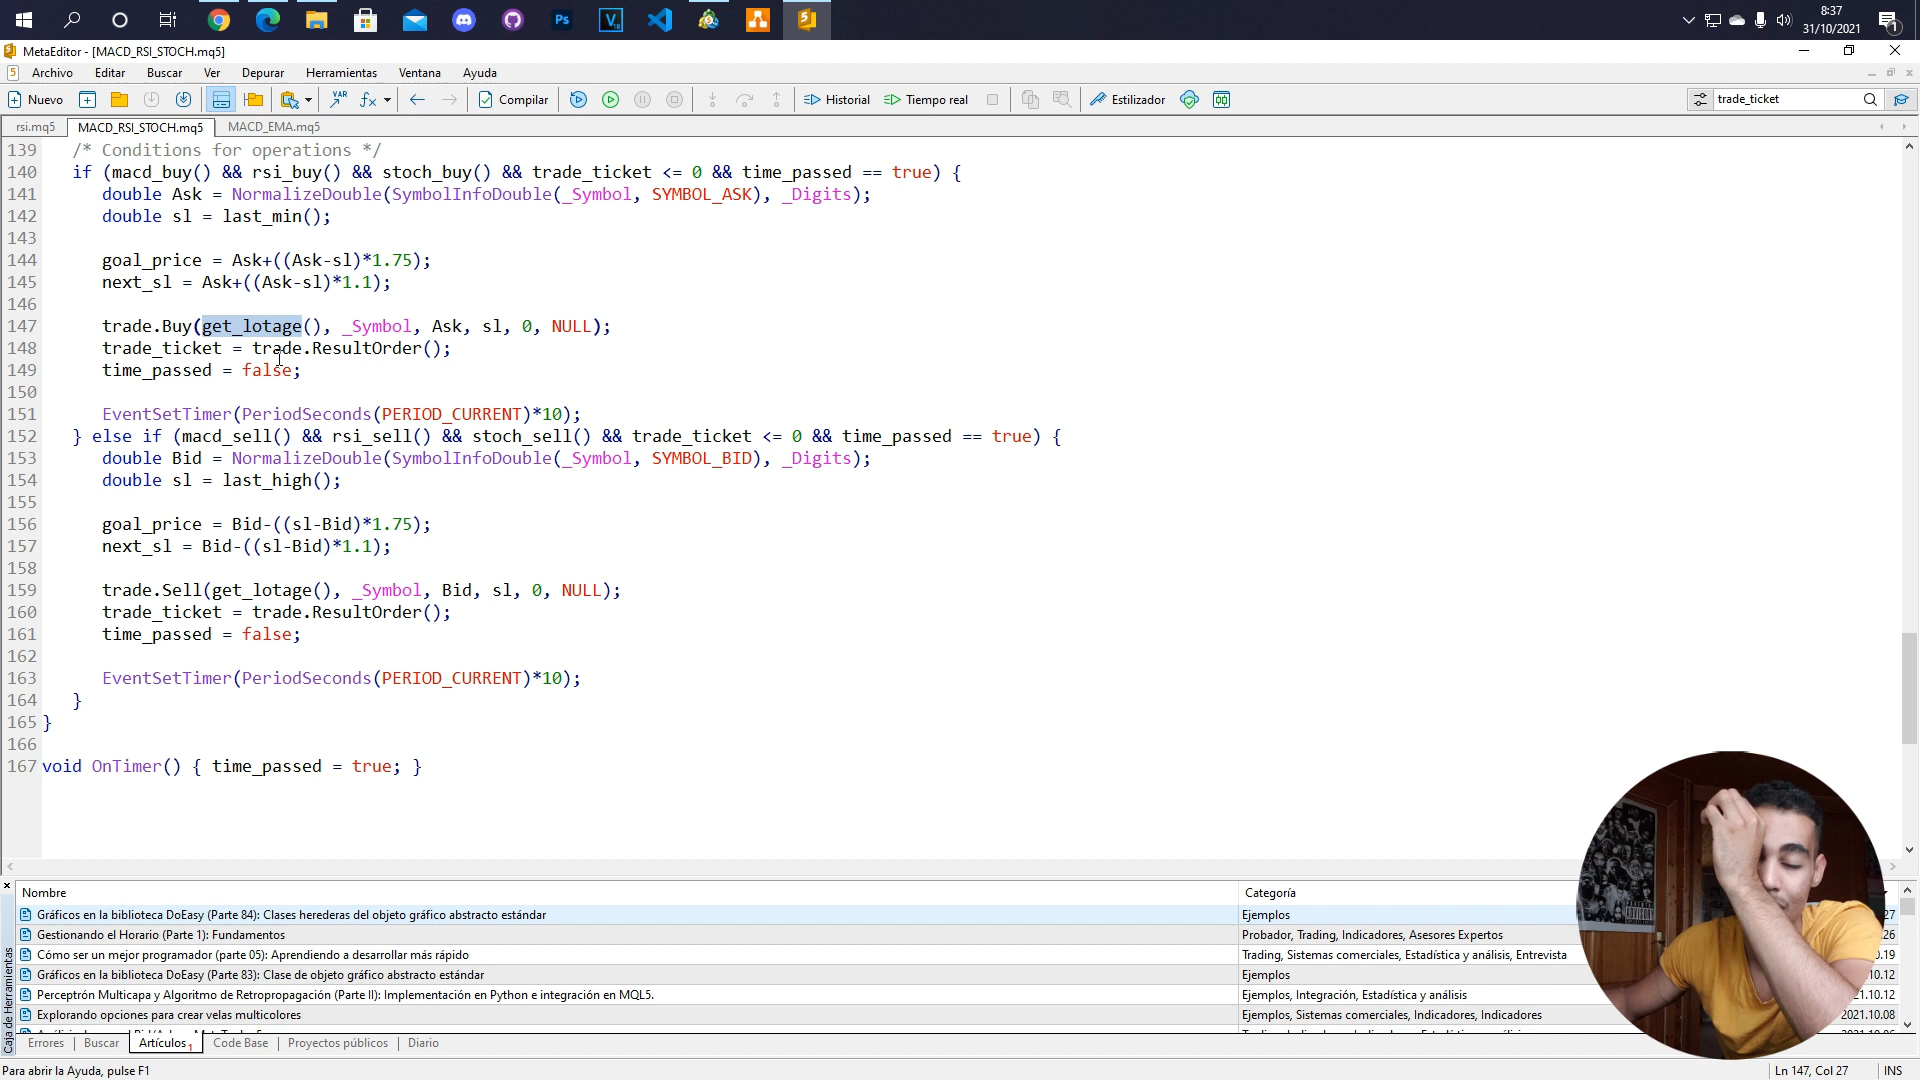 8:37
31/10/2021
1
Ps
MetaEditor - [MACD_RSI_STOCH.mq5]
Archivo Editar Buscar Ver Depurar Herramientas Ventana Ayuda
Nuevo Compilar Historial Tiempo real Estilizador trade_ticket
rsi.mq5 MACD_RSI_STOCH.mq5 MACD_EMA.mq5
139 /* Conditions for operations */
140 if (macd_buy() && rsi_buy() && stoch_buy() && trade_ticket <= 0 && time_passed == true) {
141 double Ask = NormalizeDouble(SymbolInfoDouble(_Symbol, SYMBOL_ASK), _Digits);
142 double sl = last_min();
143
144 goal_price = Ask+((Ask-sl)*1.75);
145 next_sl = Ask+((Ask-sl)*1.1);
146
147 trade.Buy(get_lotage(), _Symbol, Ask, sl, 0, NULL);
148 trade_ticket = trade.ResultOrder();
149 time_passed = false;
150
151 EventSetTimer(PeriodSeconds(PERIOD_CURRENT)*10);
152 } else if (macd_sell() && rsi_sell() && stoch_sell() && trade_ticket <= 0 && time_passed == true) {
153 double Bid = NormalizeDouble(SymbolInfoDouble(_Symbol, SYMBOL_BID), _Digits);
154 double sl = last_high();
155
156 goal_price = Bid-((sl-Bid)*1.75);
157 next_sl = Bid-((sl-Bid)*1.1);
158
159 trade.Sell(get_lotage(), _Symbol, Bid, sl, 0, NULL);
160 trade_ticket = trade.ResultOrder();
161 time_passed = false;
162
163 EventSetTimer(PeriodSeconds(PERIOD_CURRENT)*10);
164 }
165 }
166
167 void OnTimer() { time_passed = true; }
Nombre Categoría
Gráficos en la biblioteca DoEasy (Parte 84): Clases herederas del objeto gráfico abstracto estándar Ejemplos 27
Gestionando el Horario (Parte 1): Fundamentos Probador, Trading, Indicadores, Asesores Expertos .26
Cómo ser un mejor programador (parte 05): Aprendiendo a desarrollar más rápido Trading, Sistemas comerciales, Estadística y análisis, Entrevista .19
Gráficos en la biblioteca DoEasy (Parte 83): Clase de objeto gráfico abstracto estándar Ejemplos 10.12
Perceptrón Multicapa y Algoritmo de Retropropagación (Parte II): Implementación en Python e integración en MQL5. Ejemplos, Integración, Estadística y análisis 21.10.12
Explorando opciones para crear velas multicolores Ejemplos, Sistemas comerciales, Indicadores, Indicadores 2021.10.08
Caja de Herramientas
Errores Buscar Artículos 1 Code Base Proyectos públicos Diario
Para abrir la Ayuda, pulse F1 Ln 147, Col 27 INS